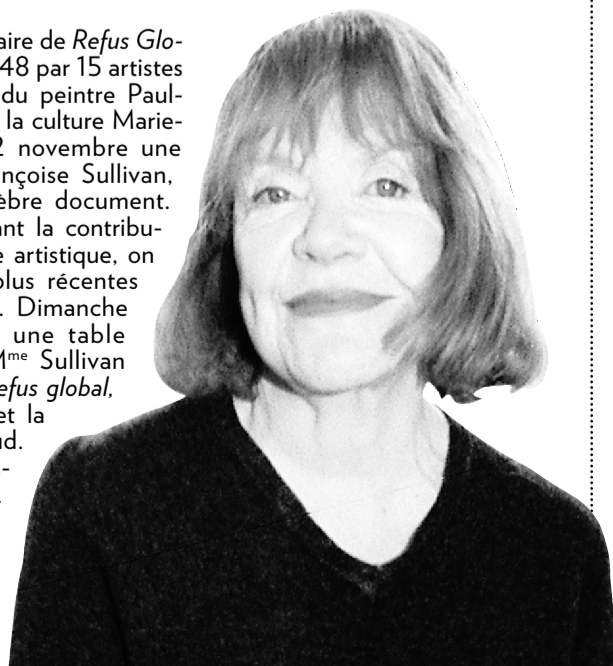 aire de Refus Glo-
48 par 15 artistes
du peintre Paul-
la culture Marie-
2 novembre une
nçoise Sullivan,
èbre document.
ant la contribu-
e artistique, on
plus récentes
. Dimanche
une table
Mme Sullivan
efus global,
et la
ud.
-
.